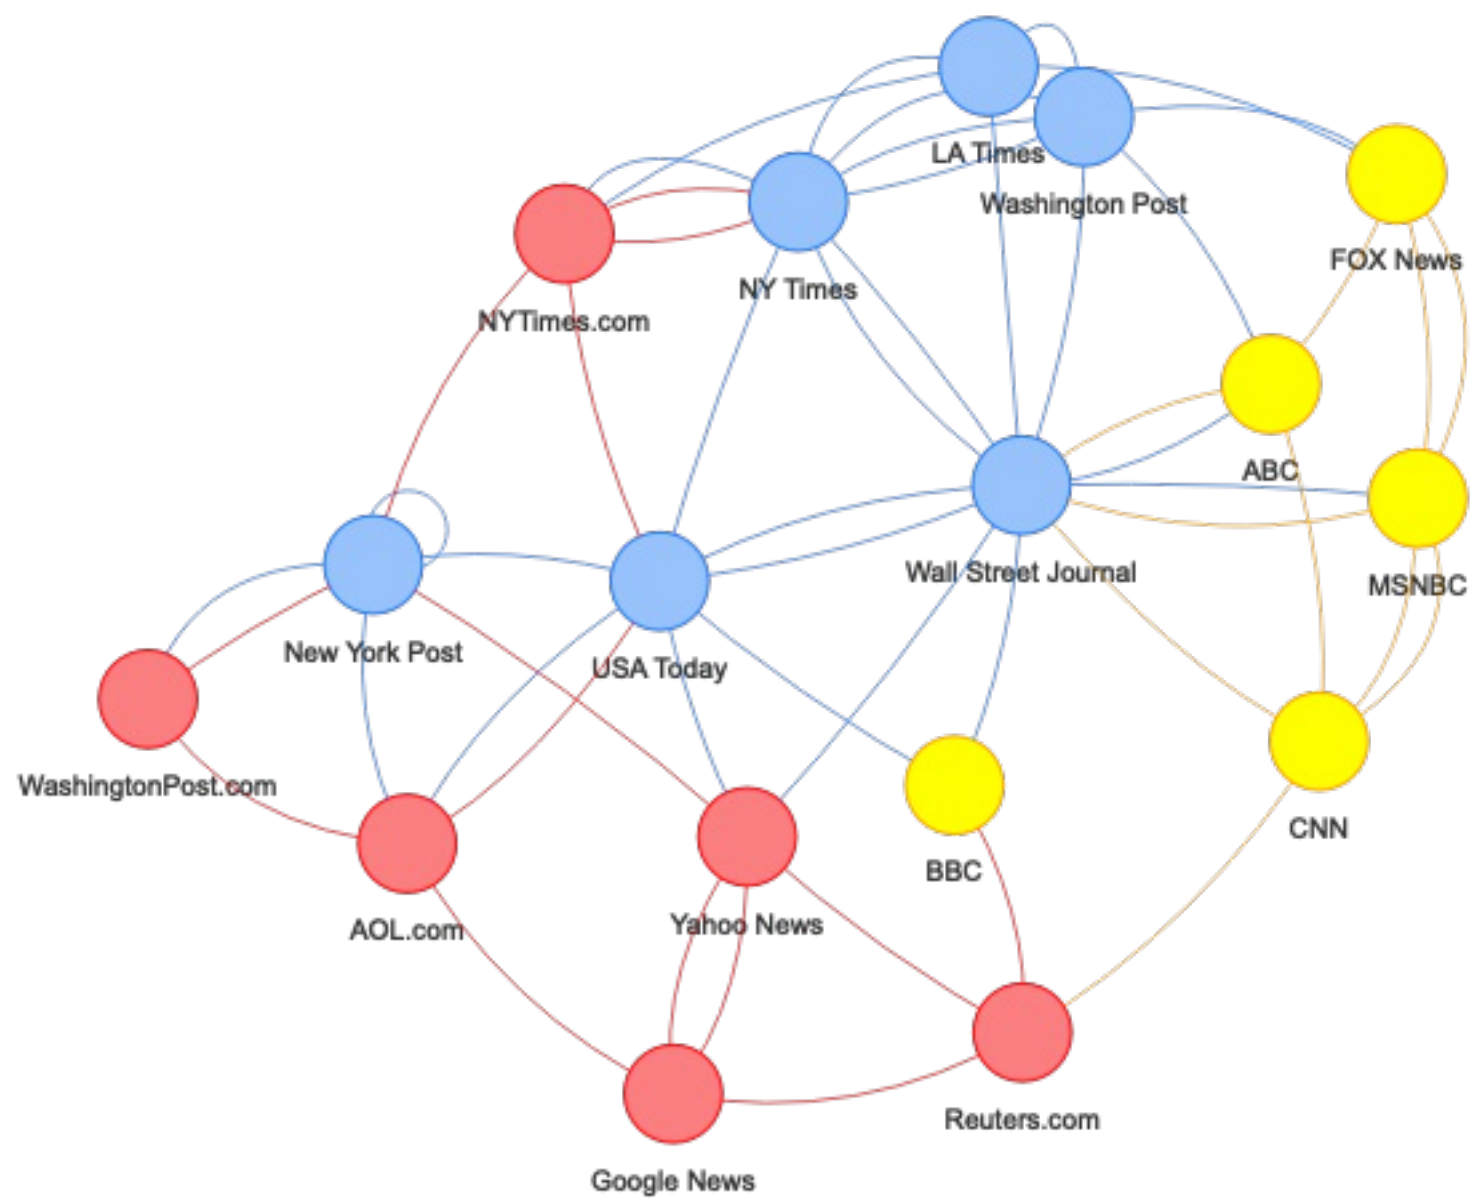 LA Times
Washington Post
FOX News
NY Times
NYTimes.com
ABC
Wall Street Journal
MSNBC
New York Post
USA Today
WashingtonPost.com
CNN
BBC
Yahoo News
AOL.com
Reuters.com
Google News